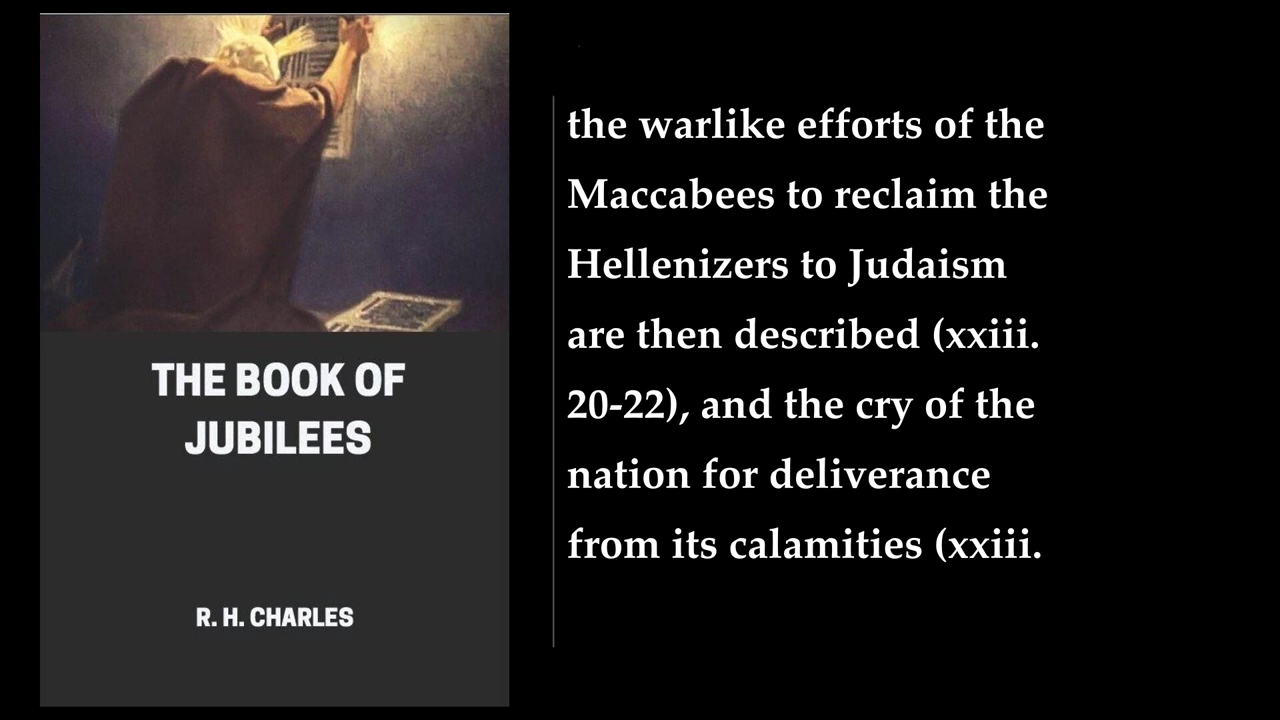 THE BOOK OF
JUBILEES
R. H. CHARLES
the warlike efforts of the
Maccabees to reclaim the
Hellenizers to Judaism
are then described (xxiii.
20-22), and the cry of the
nation for deliverance
from its calamities (xxiii.